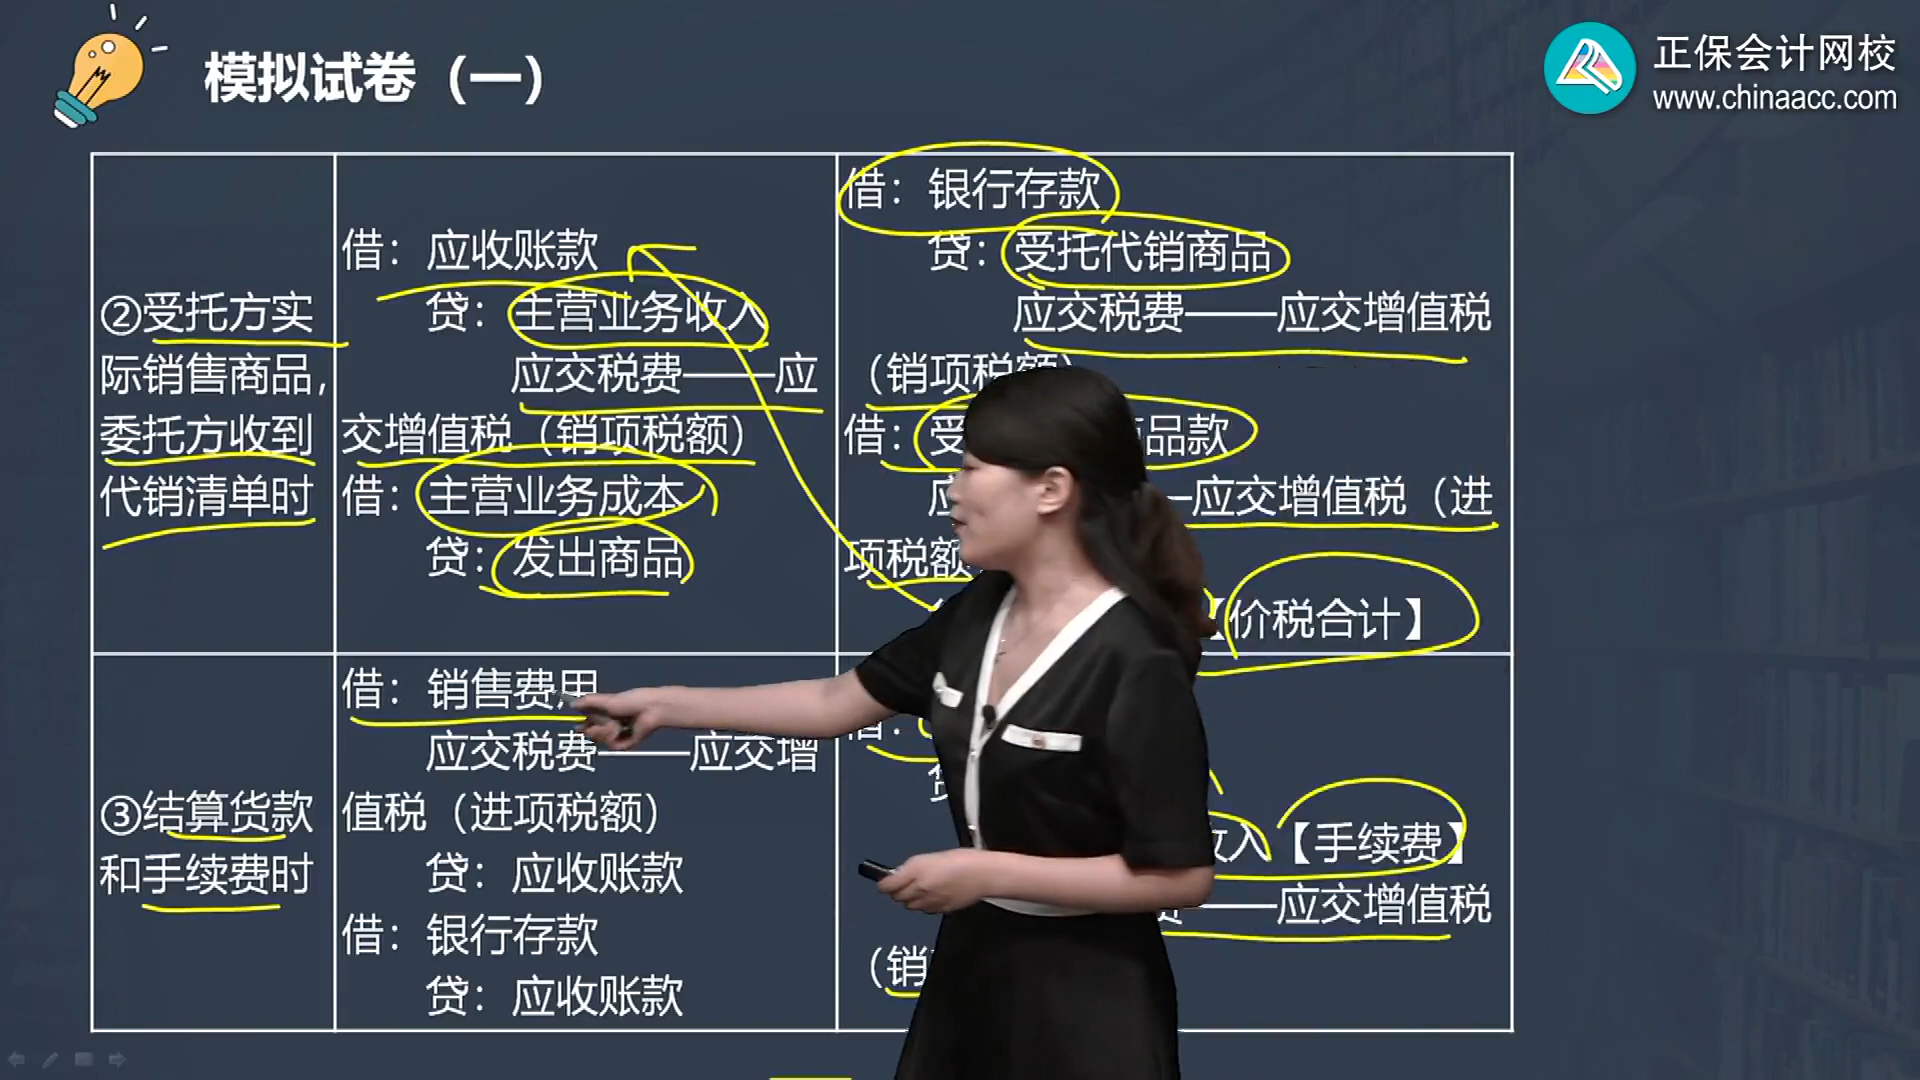 模拟试卷（一）
正保会计网校
www.chinaacc.com
②受托方实
际销售商品，
委托方收到
代销清单时
借：应收账款
贷：主营业务收入
应交税费——应
交增值税（销项税额）
借：主营业务成本
贷：发出商品
借：银行存款
贷：受托代销商品
应交税费——应交增值税
（销项税额）
借：受
品款
应交增值税（进
项税额
【价税合计】
③结算货款
和手续费时
借：销售费用
应交税费——应交增
值税（进项税额）
贷：应收账款
借：银行存款
贷：应收账款
借：
收入【手续费】
费——应交增值税
（销